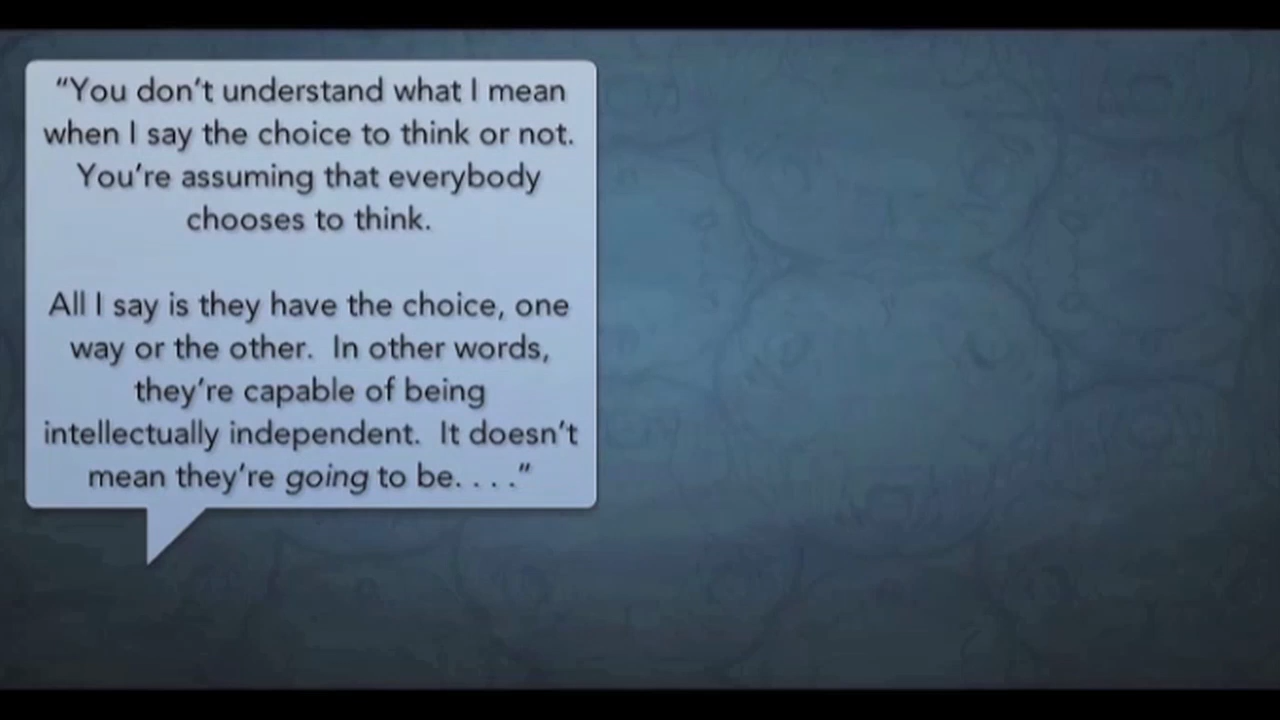 “You don’t understand what I mean
when I say the choice to think or not.
You’re assuming that everybody
chooses to think.
All I say is they have the choice, one
way or the other.  In other words,
they’re capable of being
intellectually independent.  It doesn’t
mean they’re going to be. . . .”